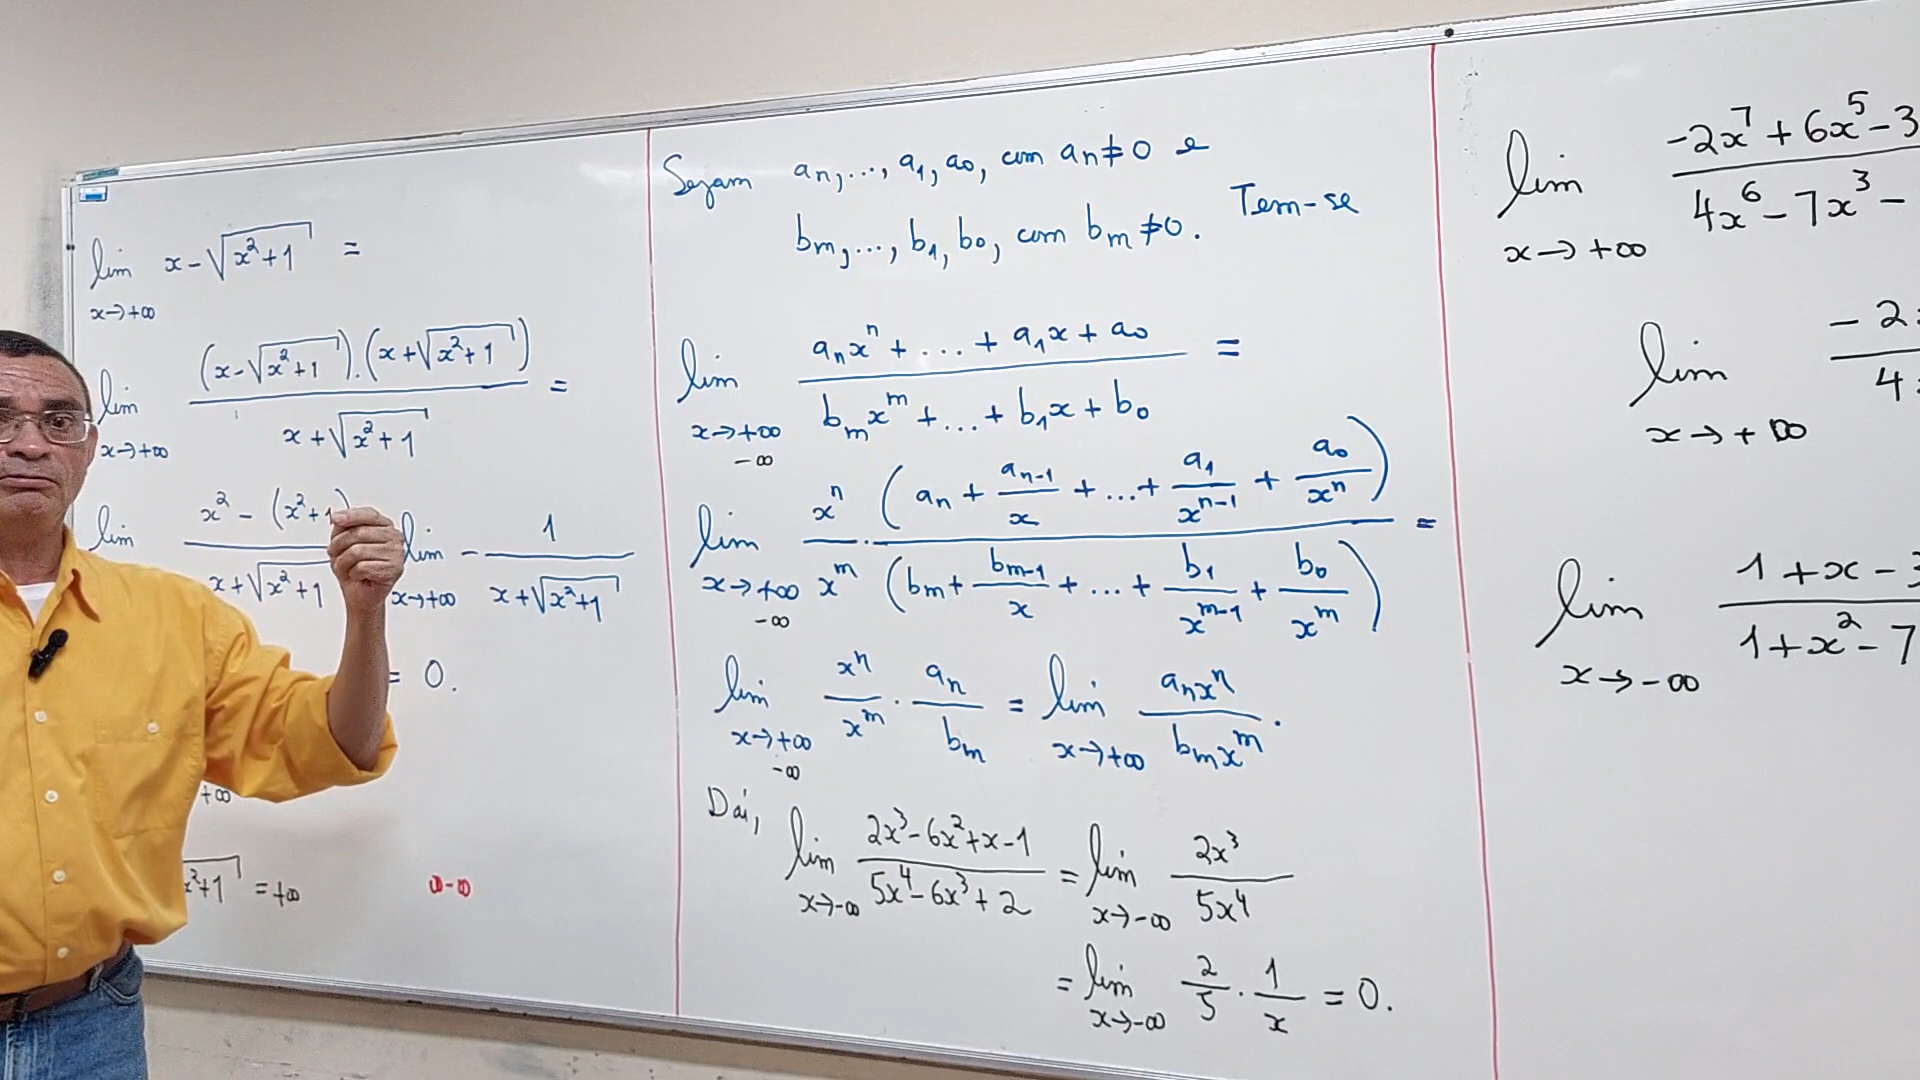 lim x→+∞ x - √(x²+1) =
lim x→+∞ (x-√(x²+1)).(x+√(x²+1)) / (x+√(x²+1)) =
lim x² - (x²+1) / (x+√(x²+1)) lim x→+∞ - 1/(x+√(x²+1))
= 0.
+∞
x²+1 = +∞
∞-∞
Sejam aₙ,..., a₁, a₀, com aₙ≠0 e
bₘ,..., b₁, b₀, com bₘ≠0. Tem-se
lim x→+∞ -∞ (aₙxⁿ + ... + a₁x + a₀) / (bₘxᵐ + ... + b₁x + b₀) =
lim x→+∞ -∞ xⁿ/xᵐ . (aₙ + aₙ₋₁/x + ... + a₁/xⁿ⁻¹ + a₀/xⁿ) / (bₘ + bₘ₋₁/x + ... + b₁/xᵐ⁻¹ + b₀/xᵐ) =
lim x→+∞ -∞ xⁿ/xᵐ . aₙ/bₘ = lim x→+∞ aₙxⁿ/bₘxᵐ .
Daí,
lim x→-∞ (2x³-6x²+x-1) / (5x⁴-6x³+2) = lim x→-∞ 2x³/5x⁴
= lim x→-∞ 2/5 . 1/x = 0.
lim x→+∞ (-2x⁷+6x⁵-3) / (4x⁶-7x³-)
lim x→+∞ -2 / 4
lim x→-∞ (1+x-3) / (1+x²-7)